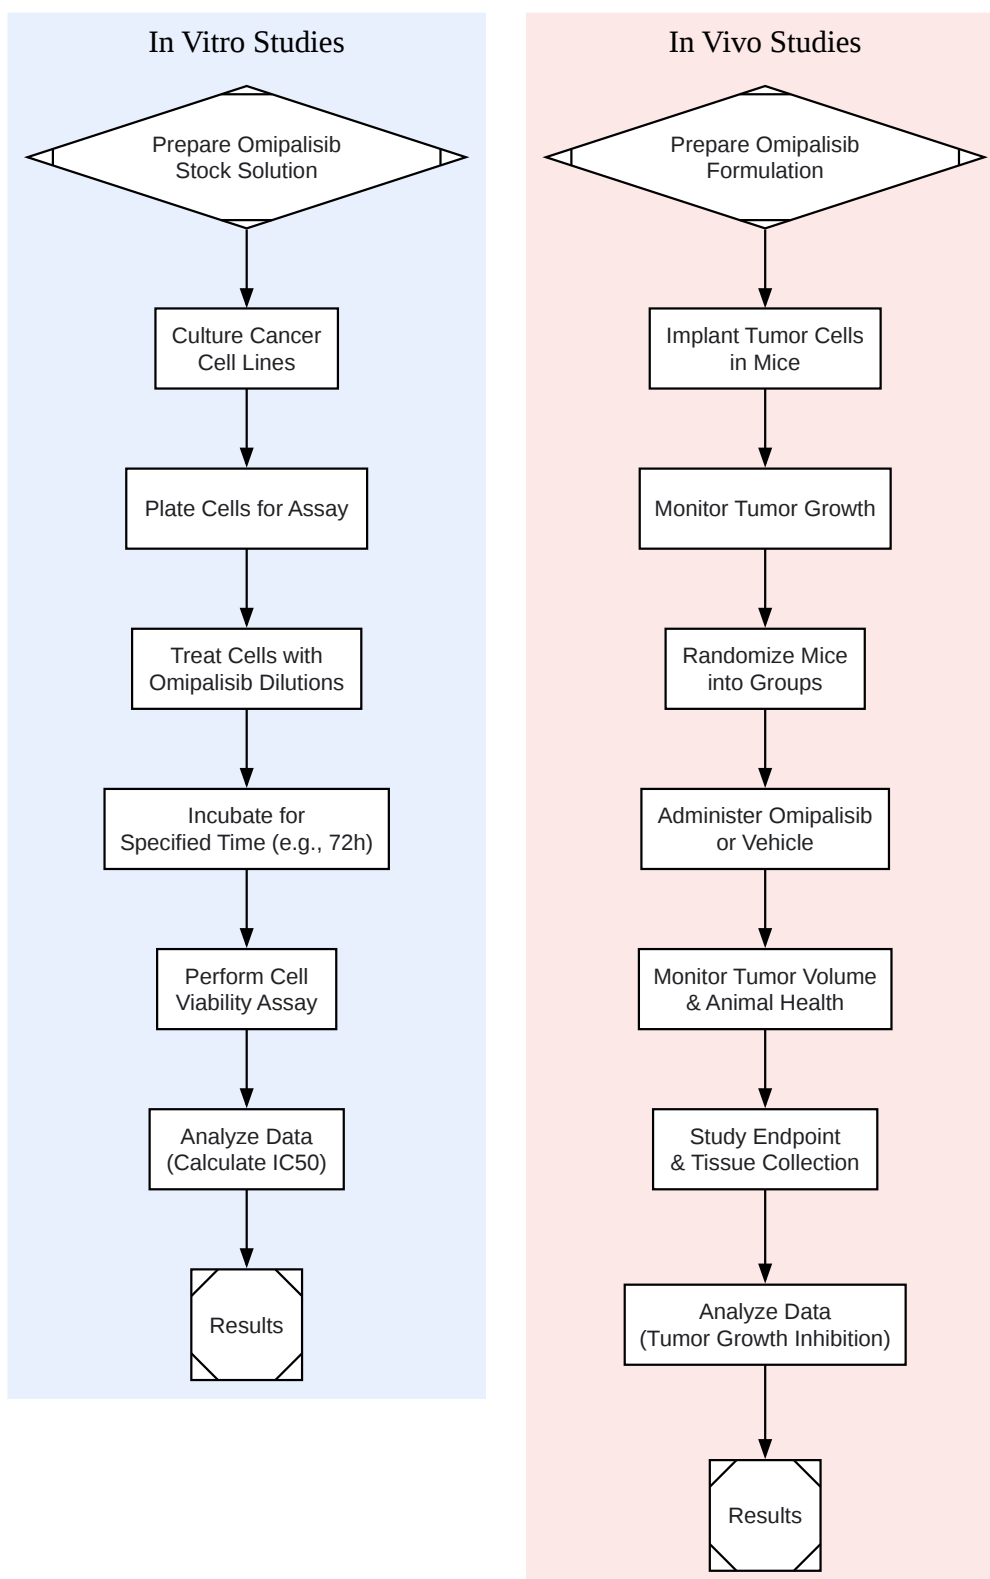 In Vitro Studies
Prepare Omipalisib
Stock Solution
Culture Cancer
Cell Lines
Plate Cells for Assay
Treat Cells with
Omipalisib Dilutions
Incubate for
Specified Time (e.g., 72h)
Perform Cell
Viability Assay
Analyze Data
(Calculate IC50)
Results
In Vivo Studies
Prepare Omipalisib
Formulation
Implant Tumor Cells
in Mice
Monitor Tumor Growth
Randomize Mice
into Groups
Administer Omipalisib
or Vehicle
Monitor Tumor Volume
& Animal Health
Study Endpoint
& Tissue Collection
Analyze Data
(Tumor Growth Inhibition)
Results